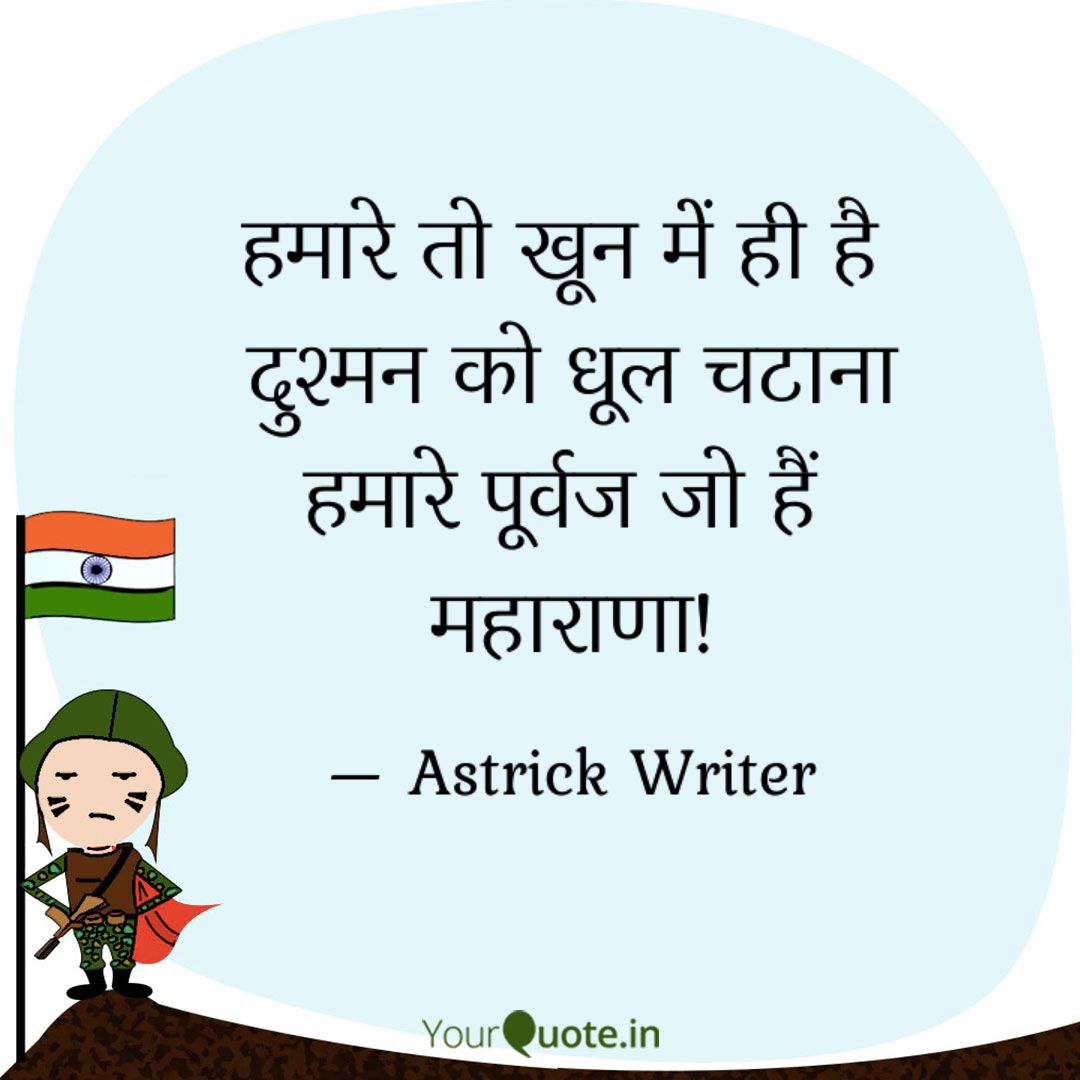 हमारे तो खून में ही है
दुश्मन को धूल चटाना
हमारे पूर्वज जो हैं
महाराणा!
— Astrick Writer
YourQuote.in